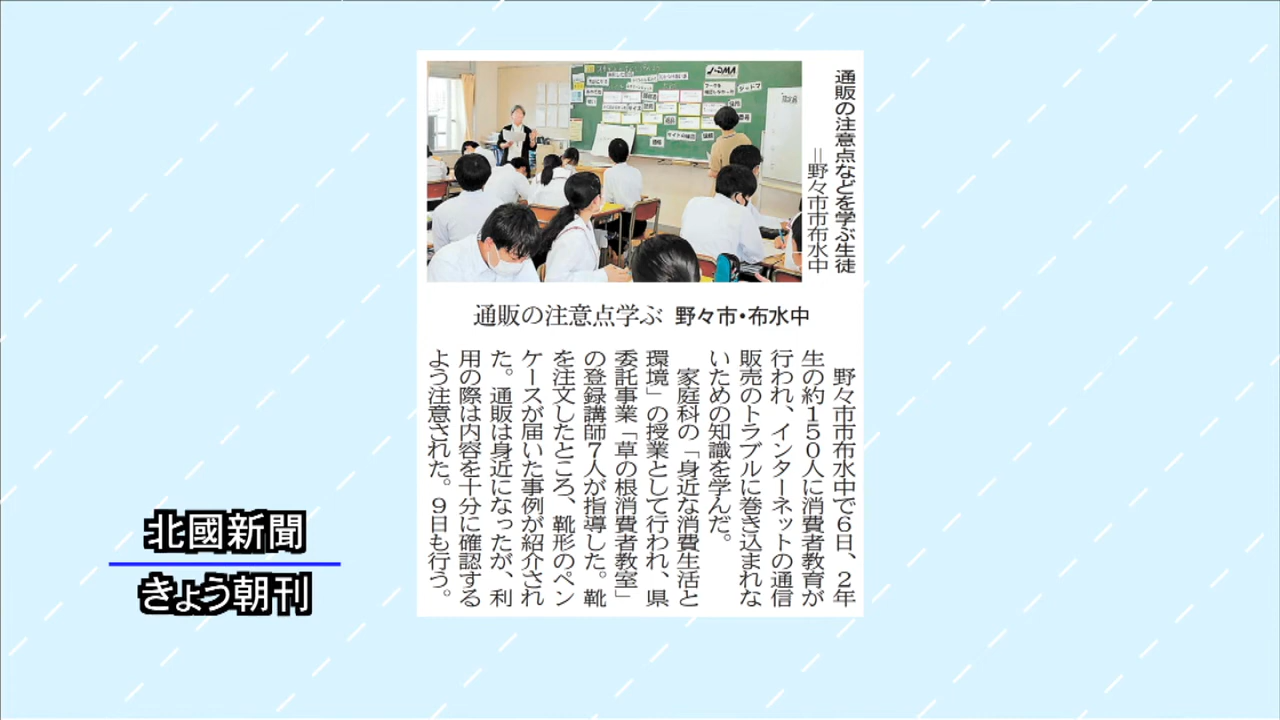 通販の注意点などを学ぶ生徒
=野々市市布水中
通販の注意点学ぶ 野々市・布水中
野々市市布水中で6日、2年
生の約150人に消費者教育が
行われ、インターネットの通信
販売のトラブルに巻き込まれな
いための知識を学んだ。
家庭科の「身近な消費生活と
環境」の授業として行われ、県
委託事業「草の根消費者教室」
の登録講師7人が指導した。靴
を注文したところ、靴形のペン
ケースが届いた事例が紹介され
た。通販は身近になったが、利
用の際は内容を十分に確認する
よう注意された。9日も行う。
北國新聞
きょう朝刊